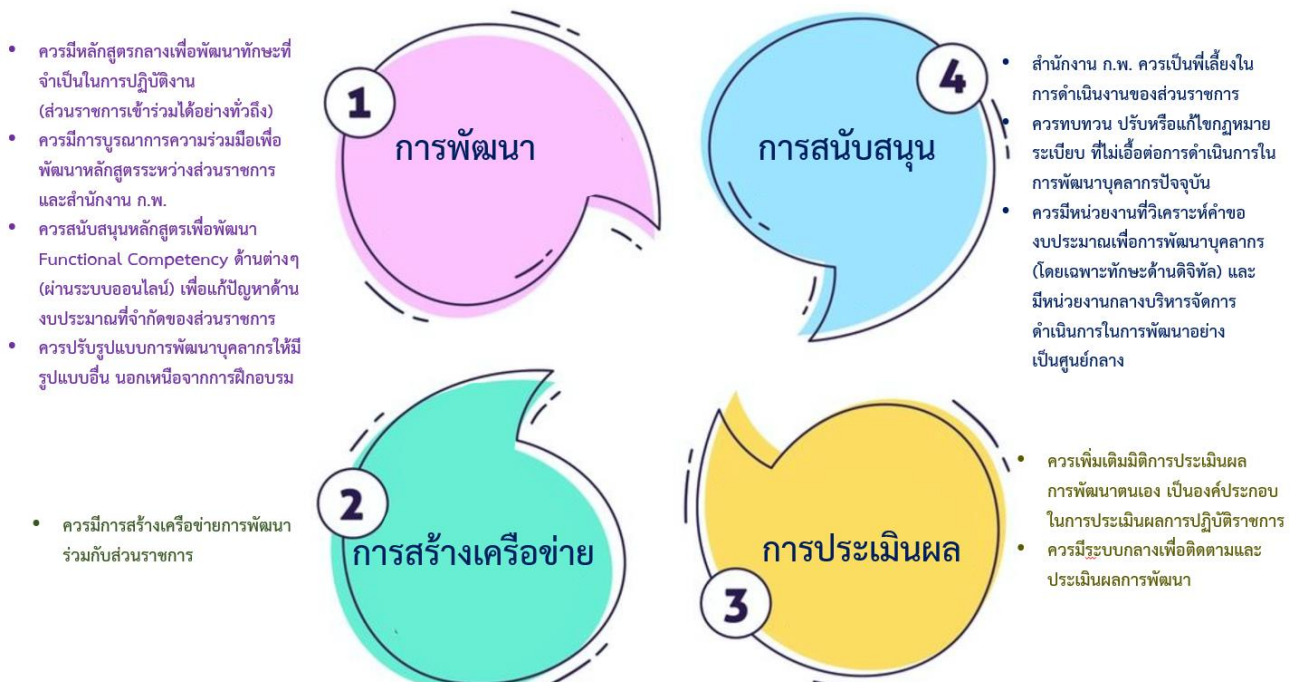 1
การพัฒนา
• ควรมีหลักสูตรกลางเพื่อพัฒนาทักษะที่
จำเป็นในการปฏิบัติงาน
(ส่วนราชการเข้าร่วมได้อย่างทั่วถึง)
• ควรมีการบูรณาการความร่วมมือเพื่อ
พัฒนาหลักสูตรระหว่างส่วนราชการ
และสำนักงาน ก.พ.
• ควรสนับสนุนหลักสูตรเพื่อพัฒนา
Functional Competency ด้านต่างๆ
(ผ่านระบบออนไลน์) เพื่อแก้ปัญหาด้าน
งบประมาณที่จำกัดของส่วนราชการ
• ควรปรับรูปแบบการพัฒนาบุคลากรให้มี
รูปแบบอื่น นอกเหนือจากการฝึกอบรม
2
การสร้างเครือข่าย
• ควรมีการสร้างเครือข่ายการพัฒนา
ร่วมกับส่วนราชการ
3
การประเมินผล
• ควรเพิ่มเติมมิติการประเมินผล
การพัฒนาตนเอง เป็นองค์ประกอบ
ในการประเมินผลการปฏิบัติราชการ
• ควรมีระบบกลางเพื่อติดตามและ
ประเมินผลการพัฒนา
4
การสนับสนุน
• สำนักงาน ก.พ. ควรเป็นพี่เลี้ยงใน
การดำเนินงานของส่วนราชการ
• ควรทบทวน ปรับหรือแก้ไขกฎหมาย
ระเบียบ ที่ไม่เอื้อต่อการดำเนินการใน
การพัฒนาบุคลากรปัจจุบัน
• ควรมีหน่วยงานที่วิเคราะห์คำขอ
งบประมาณเพื่อการพัฒนาบุคลากร
(โดยเฉพาะทักษะด้านดิจิทัล) และ
มีหน่วยงานกลางบริหารจัดการ
ดำเนินการในการพัฒนาอย่าง
เป็นศูนย์กลาง